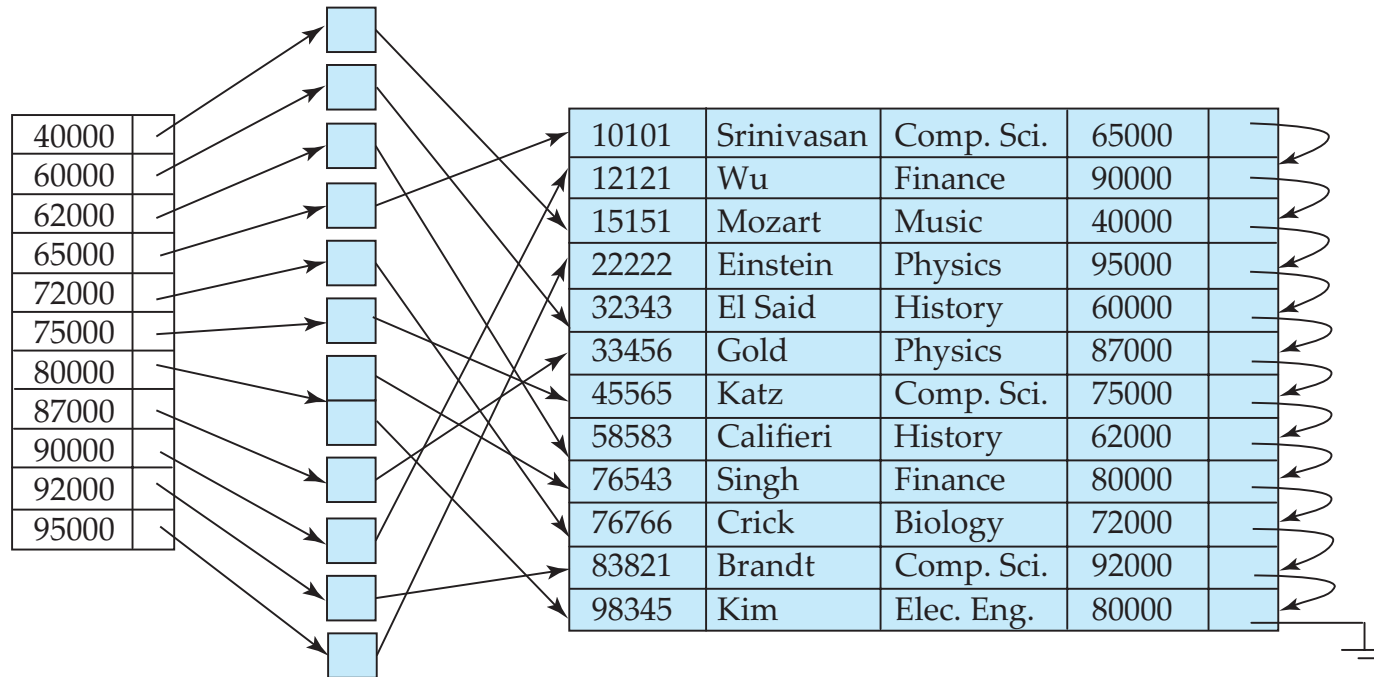 40000
60000
62000
65000
72000
75000
80000
87000
90000
92000
95000
10101 Srinivasan Comp. Sci. 65000
12121 Wu Finance 90000
15151 Mozart Music 40000
22222 Einstein Physics 95000
32343 El Said History 60000
33456 Gold Physics 87000
45565 Katz Comp. Sci. 75000
58583 Califieri History 62000
76543 Singh Finance 80000
76766 Crick Biology 72000
83821 Brandt Comp. Sci. 92000
98345 Kim Elec. Eng. 80000